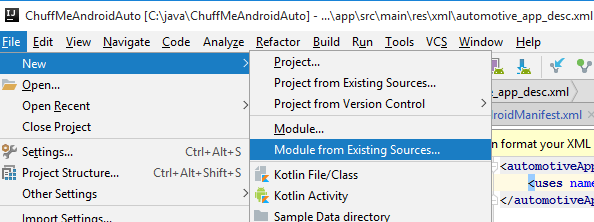 ChuffMeAndroidAuto [C:\java\ChuffMeAndroidAuto] - ...\app\src\main\res\xml\automotive_app_desc.xml
File Edit View Navigate Code Analyze Refactor Build Run Tools VCS Window Help
New
Open...
Open Recent
Close Project
Settings... Ctrl+Alt+S
Project Structure... Ctrl+Alt+Shift+S
Other Settings
Import Settings...
Project...
Project from Existing Sources...
Project from Version Control
Module...
Module from Existing Sources...
Kotlin File/Class
Kotlin Activity
Sample Data directory
e_app_desc.xml
droidManifest.xml
n format your XML
<automotiveApp
<uses name
</automotiveA